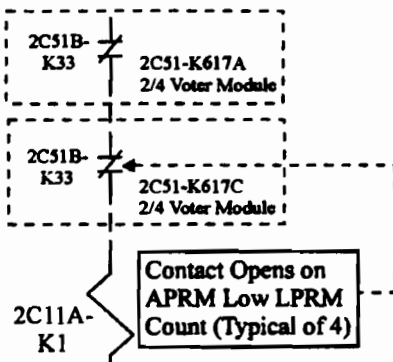 2C51B-
K33
2C51-K617A
2/4 Voter Module
2C51B-
K33
2C51-K617C
2/4 Voter Module
Contact Opens on
APRM Low LPRM
Count (Typical of 4)
2C11A-
K1